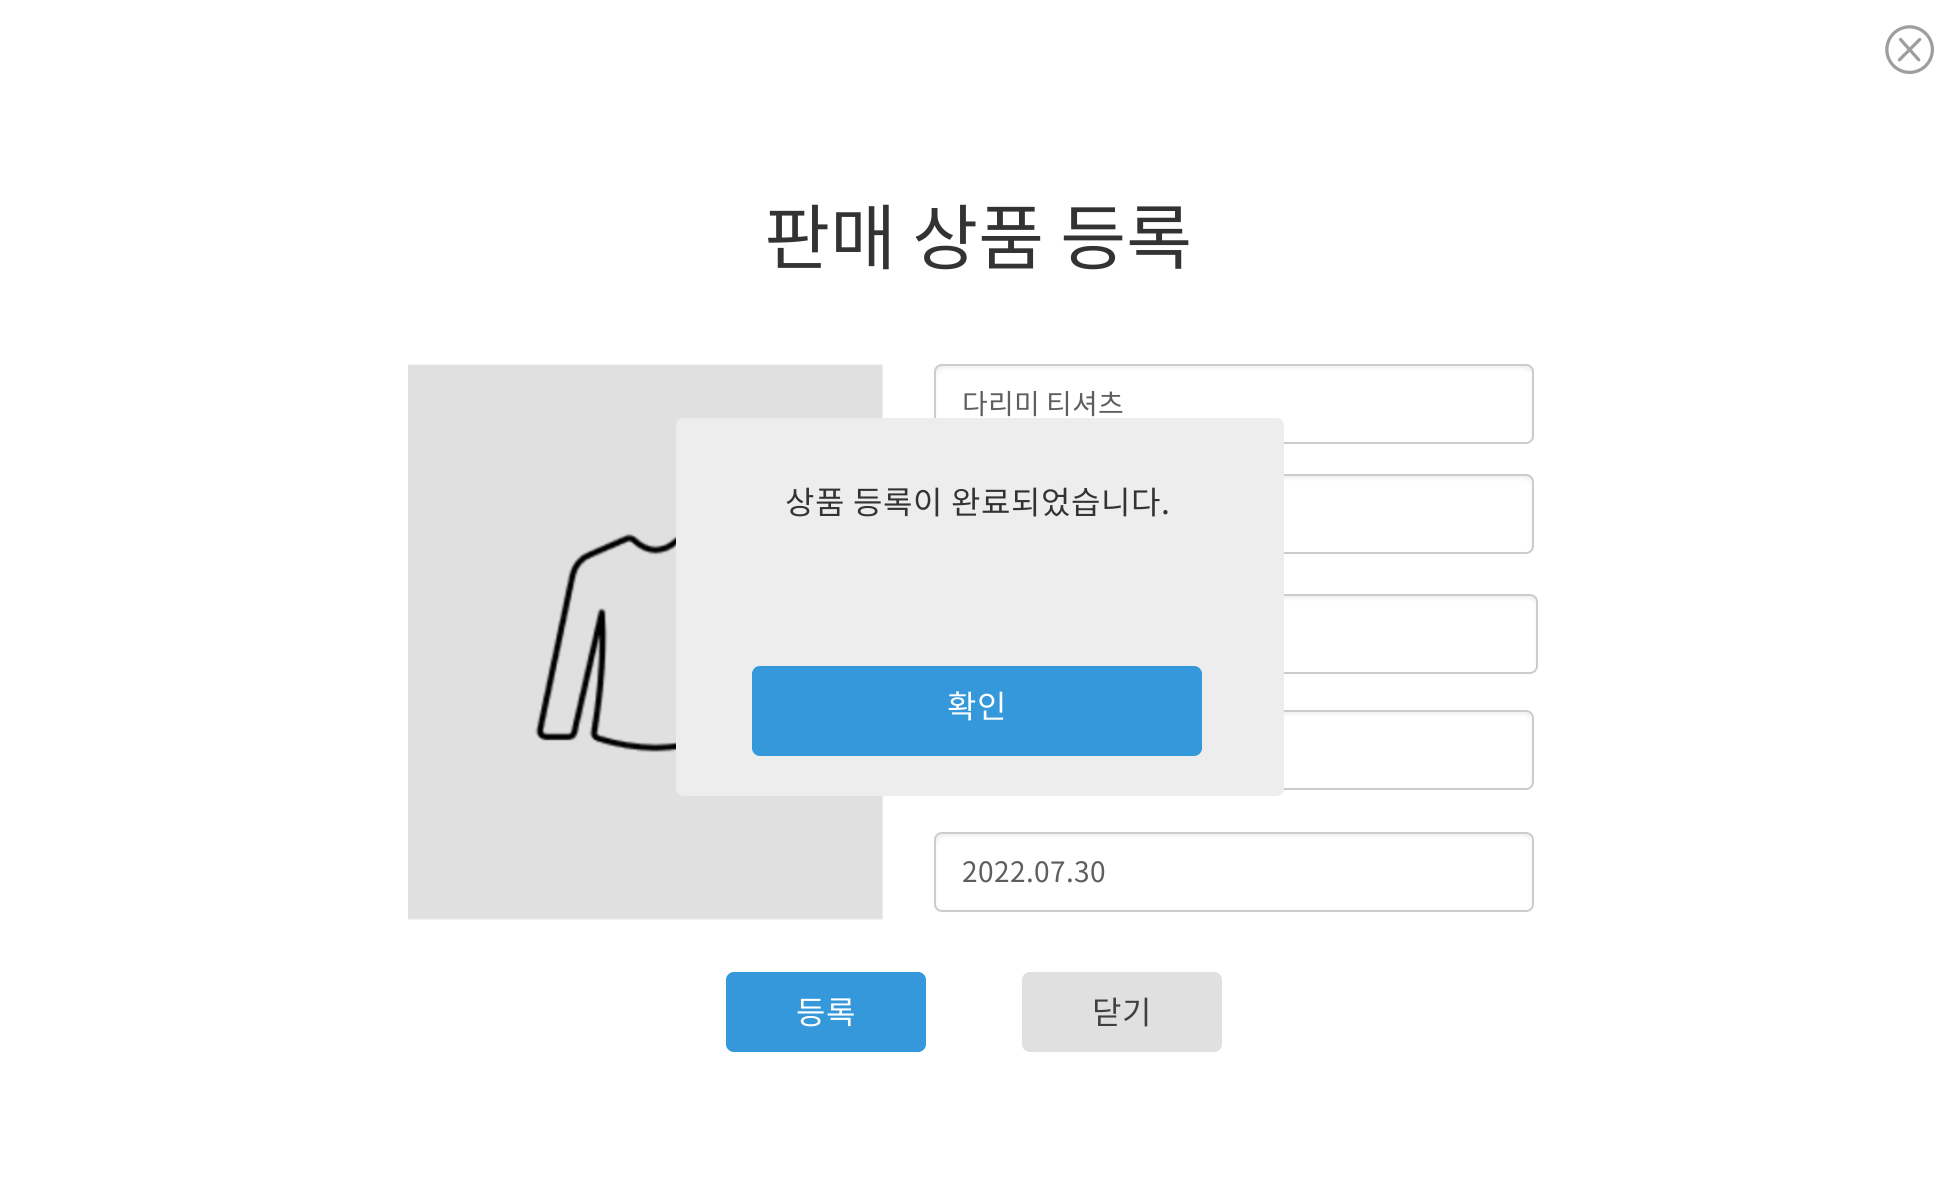 판매 상품 등록
다리미 티셔츠
상품 등록이 완료되었습니다.
확인
2022.07.30
등록
닫기